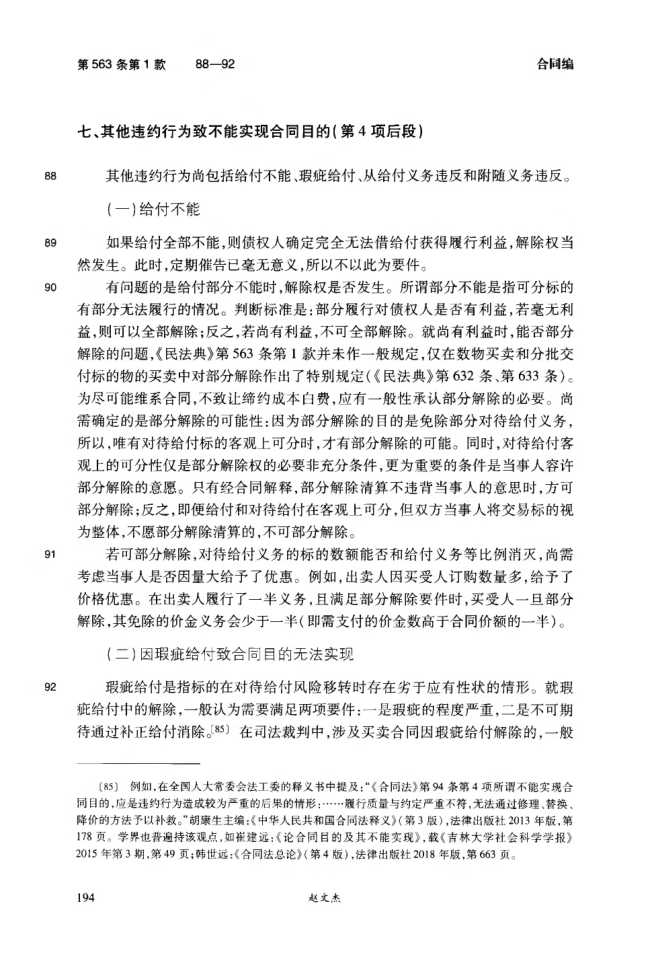 第 563 条第 1 款　88—92　合同编
七、其他违约行为致不能实现合同目的(第 4 项后段)
88　其他违约行为尚包括给付不能、瑕疵给付、从给付义务违反和附随义务违反。
(一)给付不能
89　如果给付全部不能,则债权人确定完全无法借给付获得履行利益,解除权当
然发生。此时,定期催告已毫无意义,所以不以此为要件。
90　有问题的是给付部分不能时,解除权是否发生。所谓部分不能是指可分标的
有部分无法履行的情况。判断标准是:部分履行对债权人是否有利益,若毫无利
益,则可以全部解除;反之,若尚有利益,不可全部解除。就尚有利益时,能否部分
解除的问题,《民法典》第 563 条第 1 款并未作一般规定,仅在数物买卖和分批交
付标的物的买卖中对部分解除作出了特别规定(《民法典》第 632 条、第 633 条)。
为尽可能维系合同,不致让缔约成本白费,应有一般性承认部分解除的必要。尚
需确定的是部分解除的可能性:因为部分解除的目的是免除部分对待给付义务,
所以,唯有对待给付标的客观上可分时,才有部分解除的可能。同时,对待给付客
观上的可分性仅是部分解除权的必要非充分条件,更为重要的条件是当事人容许
部分解除的意愿。只有经合同解释,部分解除清算不违背当事人的意思时,方可
部分解除;反之,即便给付和对待给付在客观上可分,但双方当事人将交易标的视
为整体,不愿部分解除清算的,不可部分解除。
91　若可部分解除,对待给付义务的标的数额能否和给付义务等比例消灭,尚需
考虑当事人是否因量大给予了优惠。例如,出卖人因买受人订购数量多,给予了
价格优惠。在出卖人履行了一半义务,且满足部分解除要件时,买受人一旦部分
解除,其免除的价金义务会少于一半(即需支付的价金数高于合同价额的一半)。
(二)因瑕疵给付致合同目的无法实现
92　瑕疵给付是指标的在对待给付风险移转时存在劣于应有性状的情形。就瑕
疵给付中的解除,一般认为需要满足两项要件:一是瑕疵的程度严重,二是不可期
待通过补正给付消除。〔85〕在司法裁判中,涉及买卖合同因瑕疵给付解除的,一般
〔85〕 例如,在全国人大常委会法工委的释义书中提及:“《合同法》第 94 条第 4 项所谓不能实现合
同目的,应是违约行为造成较为严重的后果的情形:……履行质量与约定严重不符,无法通过修理、替换、
降价的方法予以补救。”胡康生主编:《中华人民共和国合同法释义》(第 3 版),法律出版社 2013 年版,第
178 页。学界也普遍持该观点,如崔建远:《论合同目的及其不能实现》,载《吉林大学社会科学学报》
2015 年第 3 期,第 49 页;韩世远:《合同法总论》(第 4 版),法律出版社 2018 年版,第 663 页。
194　赵文杰